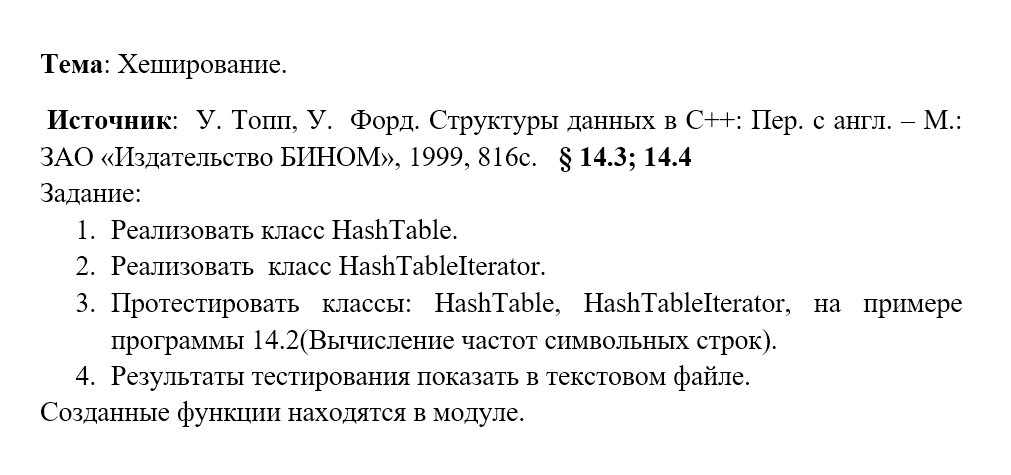 Тема: Хеширование.
Источник: У. Топп, У. Форд. Структуры данных в С++: Пер. с англ. – М.:
ЗАО «Издательство БИНОМ», 1999, 816с. § 14.3; 14.4
Задание:
1. Реализовать класс HashTable.
2. Реализовать класс HashTableIterator.
3. Протестировать классы: HashTable, HashTableIterator, на примере
программы 14.2(Вычисление частот символьных строк).
4. Результаты тестирования показать в текстовом файле.
Созданные функции находятся в модуле.